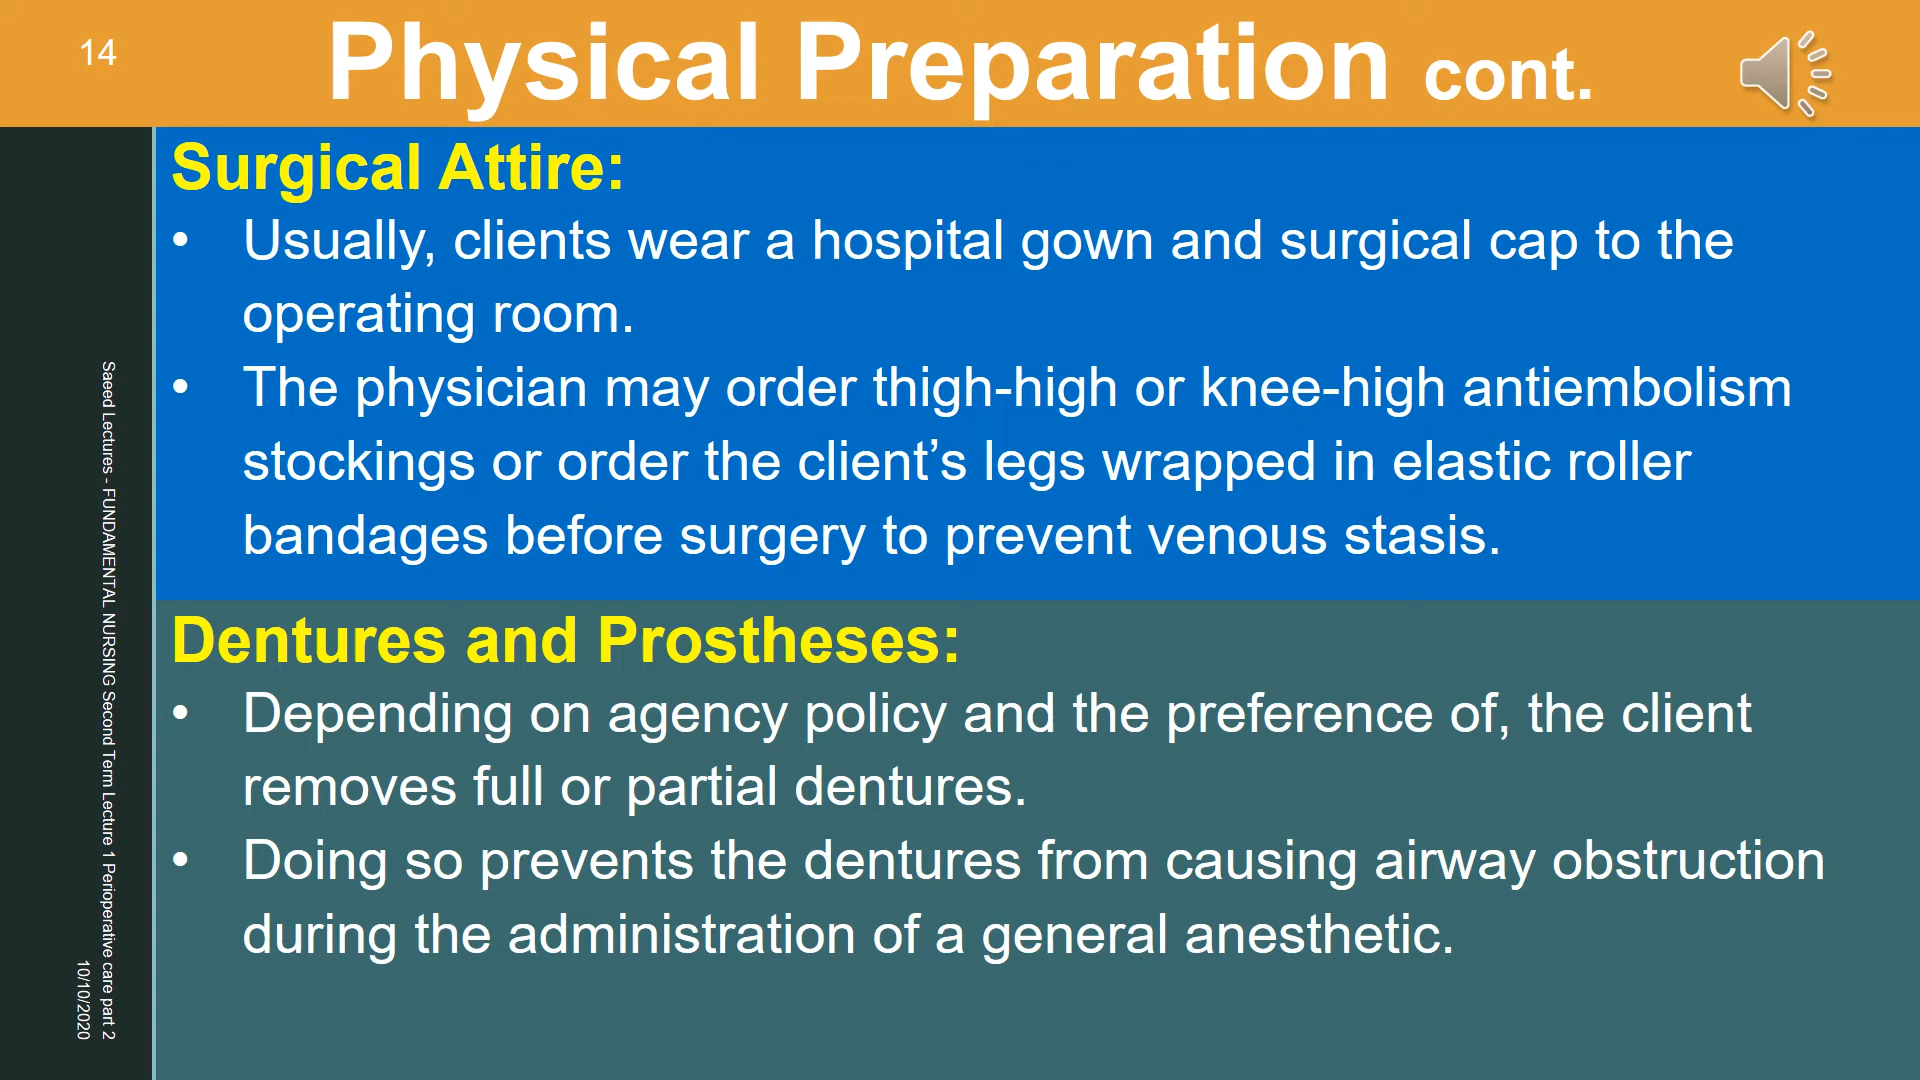 14
Physical Preparation cont.
Surgical Attire:
• Usually, clients wear a hospital gown and surgical cap to the
operating room.
• The physician may order thigh-high or knee-high antiembolism
stockings or order the client’s legs wrapped in elastic roller
bandages before surgery to prevent venous stasis.
Dentures and Prostheses:
• Depending on agency policy and the preference of, the client
removes full or partial dentures.
• Doing so prevents the dentures from causing airway obstruction
during the administration of a general anesthetic.
Saeed Lectures - FUNDAMENTAL NURSING Second Term Lecture 1 Perioperative care part 2
10/10/2020